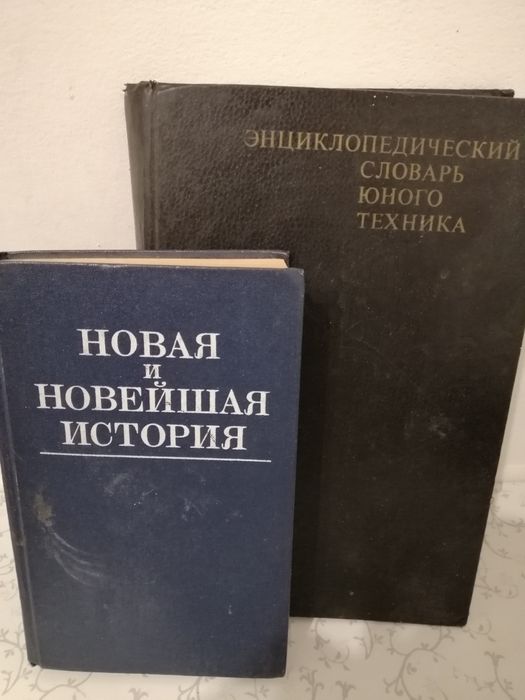 ЭНЦИКЛОПЕДИЧЕСКИЙ
СЛОВАРЬ
ЮНОГО
ТЕХНИКА
НОВАЯ
и
НОВЕЙШАЯ
ИСТОРИЯ